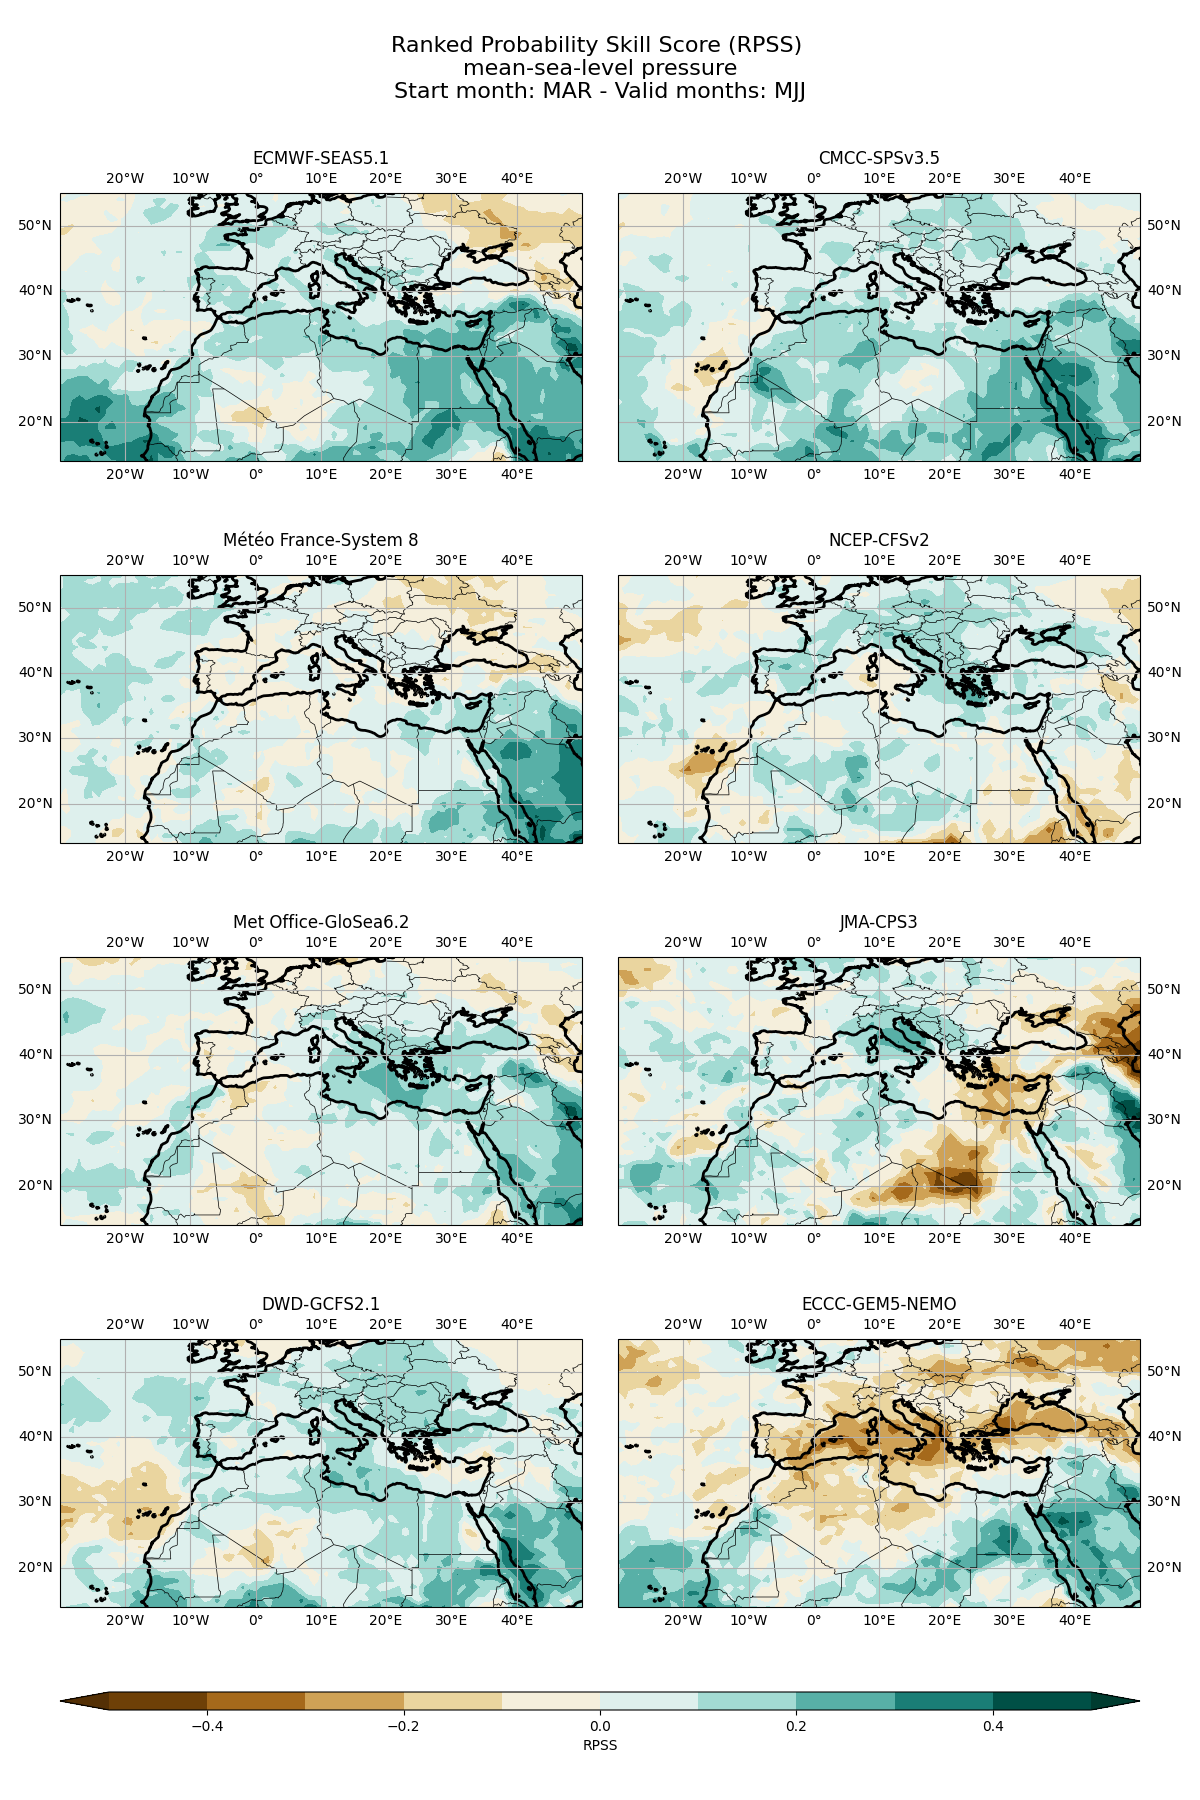 Ranked Probability Skill Score (RPSS)
mean-sea-level pressure
Start month: MAR - Valid months: MJJ
ECMWF-SEAS5.1
20°W 10°W 0° 10°E 20°E 30°E 40°E
50°N
40°N
30°N
20°N
20°W 10°W 0° 10°E 20°E 30°E 40°E
CMCC-SPSv3.5
20°W 10°W 0° 10°E 20°E 30°E 40°E
50°N
40°N
30°N
20°N
20°W 10°W 0° 10°E 20°E 30°E 40°E
Météo France-System 8
20°W 10°W 0° 10°E 20°E 30°E 40°E
50°N
40°N
30°N
20°N
20°W 10°W 0° 10°E 20°E 30°E 40°E
NCEP-CFSv2
20°W 10°W 0° 10°E 20°E 30°E 40°E
50°N
40°N
30°N
20°N
20°W 10°W 0° 10°E 20°E 30°E 40°E
Met Office-GloSea6.2
20°W 10°W 0° 10°E 20°E 30°E 40°E
50°N
40°N
30°N
20°N
20°W 10°W 0° 10°E 20°E 30°E 40°E
JMA-CPS3
20°W 10°W 0° 10°E 20°E 30°E 40°E
50°N
40°N
30°N
20°N
20°W 10°W 0° 10°E 20°E 30°E 40°E
DWD-GCFS2.1
20°W 10°W 0° 10°E 20°E 30°E 40°E
50°N
40°N
30°N
20°N
20°W 10°W 0° 10°E 20°E 30°E 40°E
ECCC-GEM5-NEMO
20°W 10°W 0° 10°E 20°E 30°E 40°E
50°N
40°N
30°N
20°N
20°W 10°W 0° 10°E 20°E 30°E 40°E
−0.4 −0.2 0.0 0.2 0.4
RPSS